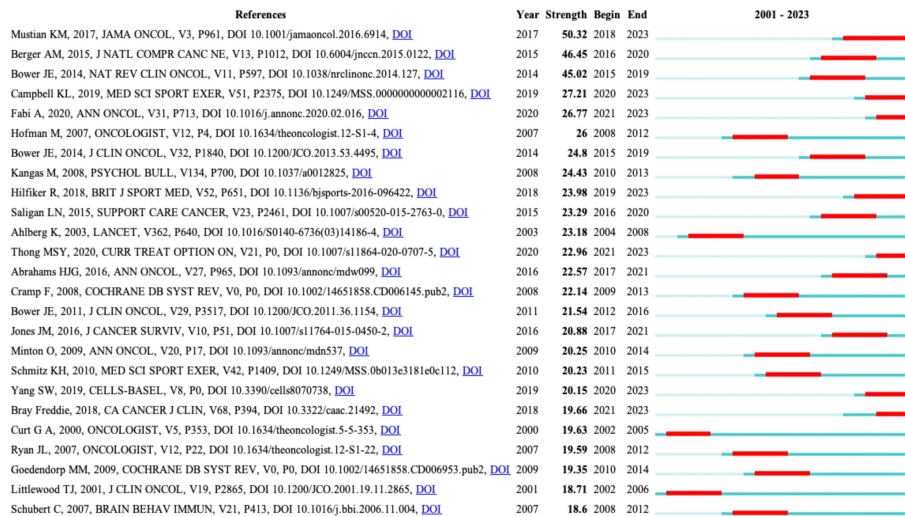 References Year Strength Begin End 2001 - 2023
Mustian KM, 2017, JAMA ONCOL, V3, P961, DOI 10.1001/jamaoncol.2016.6914, DOI 2017 50.32 2018 2023
Berger AM, 2015, J NATL COMPR CANC NE, V13, P1012, DOI 10.6004/jnccn.2015.0122, DOI 2015 46.45 2016 2020
Bower JE, 2014, NAT REV CLIN ONCOL, V11, P597, DOI 10.1038/nrclinonc.2014.127, DOI 2014 45.02 2015 2019
Campbell KL, 2019, MED SCI SPORT EXER, V51, P2375, DOI 10.1249/MSS.0000000000002116, DOI 2019 27.21 2020 2023
Fabi A, 2020, ANN ONCOL, V31, P713, DOI 10.1016/j.annonc.2020.02.016, DOI 2020 26.77 2021 2023
Hofman M, 2007, ONCOLOGIST, V12, P4, DOI 10.1634/theoncologist.12-S1-4, DOI 2007 26 2008 2012
Bower JE, 2014, J CLIN ONCOL, V32, P1840, DOI 10.1200/JCO.2013.53.4495, DOI 2014 24.8 2015 2019
Kangas M, 2008, PSYCHOL BULL, V134, P700, DOI 10.1037/a0012825, DOI 2008 24.43 2010 2013
Hilfiker R, 2018, BRIT J SPORT MED, V52, P651, DOI 10.1136/bjsports-2016-096422, DOI 2018 23.98 2019 2023
Saligan LN, 2015, SUPPORT CARE CANCER, V23, P2461, DOI 10.1007/s00520-015-2763-0, DOI 2015 23.29 2016 2020
Ahlberg K, 2003, LANCET, V362, P640, DOI 10.1016/S0140-6736(03)14186-4, DOI 2003 23.18 2004 2008
Thong MSY, 2020, CURR TREAT OPTION ON, V21, P0, DOI 10.1007/s11864-020-0707-5, DOI 2020 22.96 2021 2023
Abrahams HJG, 2016, ANN ONCOL, V27, P965, DOI 10.1093/annonc/mdw099, DOI 2016 22.57 2017 2021
Cramp F, 2008, COCHRANE DB SYST REV, V0, P0, DOI 10.1002/14651858.CD006145.pub2, DOI 2008 22.14 2009 2013
Bower JE, 2011, J CLIN ONCOL, V29, P3517, DOI 10.1200/JCO.2011.36.1154, DOI 2011 21.54 2012 2016
Jones JM, 2016, J CANCER SURVIV, V10, P51, DOI 10.1007/s11764-015-0450-2, DOI 2016 20.88 2017 2021
Minton O, 2009, ANN ONCOL, V20, P17, DOI 10.1093/annonc/mdn537, DOI 2009 20.25 2010 2014
Schmitz KH, 2010, MED SCI SPORT EXER, V42, P1409, DOI 10.1249/MSS.0b013e3181e0c112, DOI 2010 20.23 2011 2015
Yang SW, 2019, CELLS-BASEL, V8, P0, DOI 10.3390/cells8070738, DOI 2019 20.15 2020 2023
Bray Freddie, 2018, CA CANCER J CLIN, V68, P394, DOI 10.3322/caac.21492, DOI 2018 19.66 2021 2023
Curt G A, 2000, ONCOLOGIST, V5, P353, DOI 10.1634/theoncologist.5-5-353, DOI 2000 19.63 2002 2005
Ryan JL, 2007, ONCOLOGIST, V12, P22, DOI 10.1634/theoncologist.12-S1-22, DOI 2007 19.59 2008 2012
Goedendorp MM, 2009, COCHRANE DB SYST REV, V0, P0, DOI 10.1002/14651858.CD006953.pub2, DOI 2009 19.35 2010 2014
Littlewood TJ, 2001, J CLIN ONCOL, V19, P2865, DOI 10.1200/JCO.2001.19.11.2865, DOI 2001 18.71 2002 2006
Schubert C, 2007, BRAIN BEHAV IMMUN, V21, P413, DOI 10.1016/j.bbi.2006.11.004, DOI 2007 18.6 2008 2012